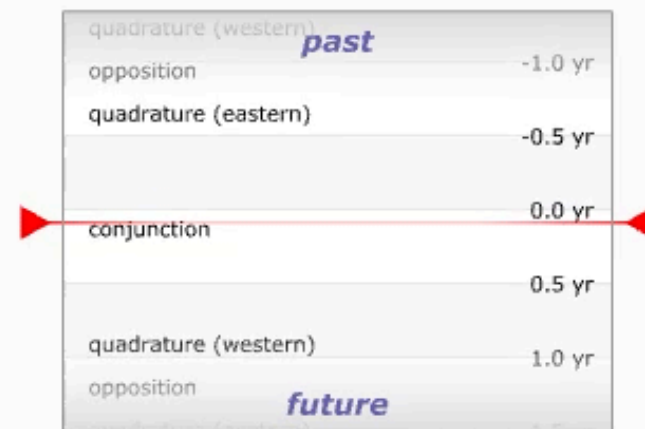 quadrature (western)
past
opposition
-1.0 yr
quadrature (eastern)
-0.5 yr
0.0 yr
conjunction
0.5 yr
quadrature (western)
1.0 yr
opposition
future